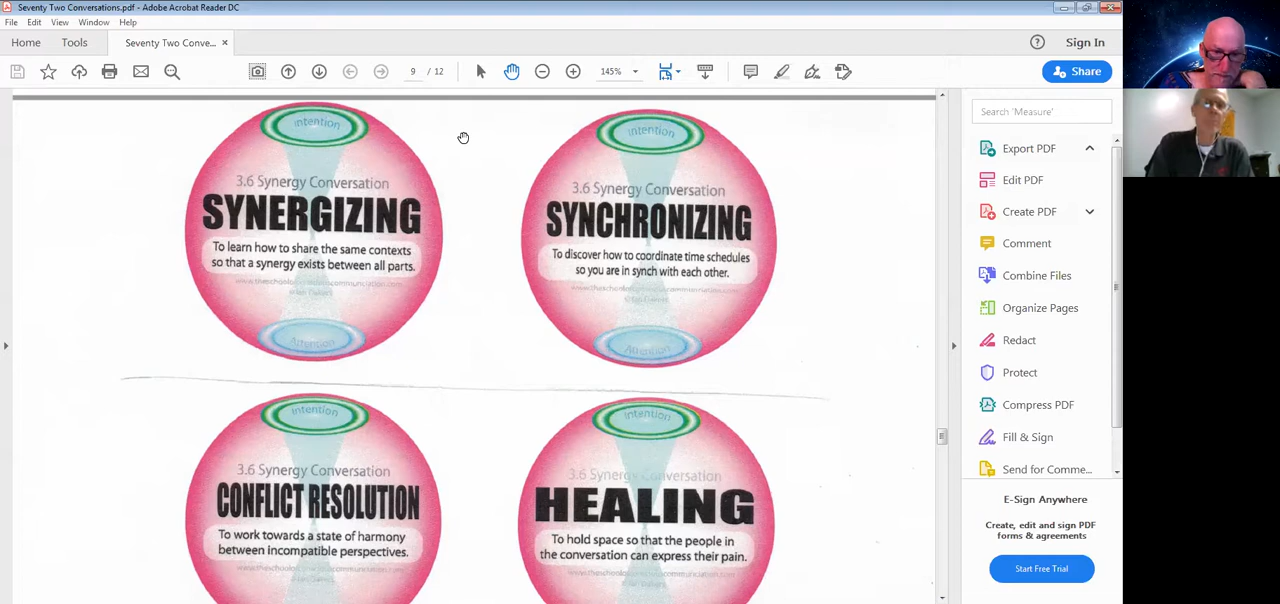 Seventy Two Conversations.pdf - Adobe Acrobat Reader DC
File Edit View Window Help
Home Tools Seventy Two Conve... × Sign In
9 / 12 145% Share
Intention
3.6 Synergy Conversation
SYNERGIZING
To learn how to share the same contexts
so that a synergy exists between all parts.
Attention
Intention
3.6 Synergy Conversation
SYNCHRONIZING
To discover how to coordinate time schedules
so you are in synch with each other.
Attention
Intention
3.6 Synergy Conversation
CONFLICT RESOLUTION
To work towards a state of harmony
between incompatible perspectives.
Intention
3.6 Synergy Conversation
HEALING
To hold space so that the people in
the conversation can express their pain.
Search 'Measure'
Export PDF
Edit PDF
Create PDF
Comment
Combine Files
Organize Pages
Redact
Protect
Compress PDF
Fill & Sign
Send for Comme...
E-Sign Anywhere
Create, edit and sign PDF
forms & agreements
Start Free Trial